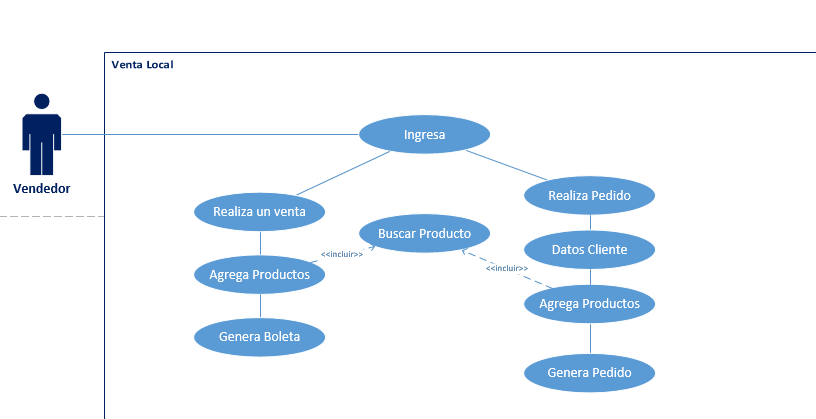 Venta Local
Vendedor
Ingresa
Realiza un venta
Realiza Pedido
Buscar Producto
Datos Cliente
<<incluir>>
<<incluir>>
Agrega Productos
Agrega Productos
Genera Boleta
Genera Pedido